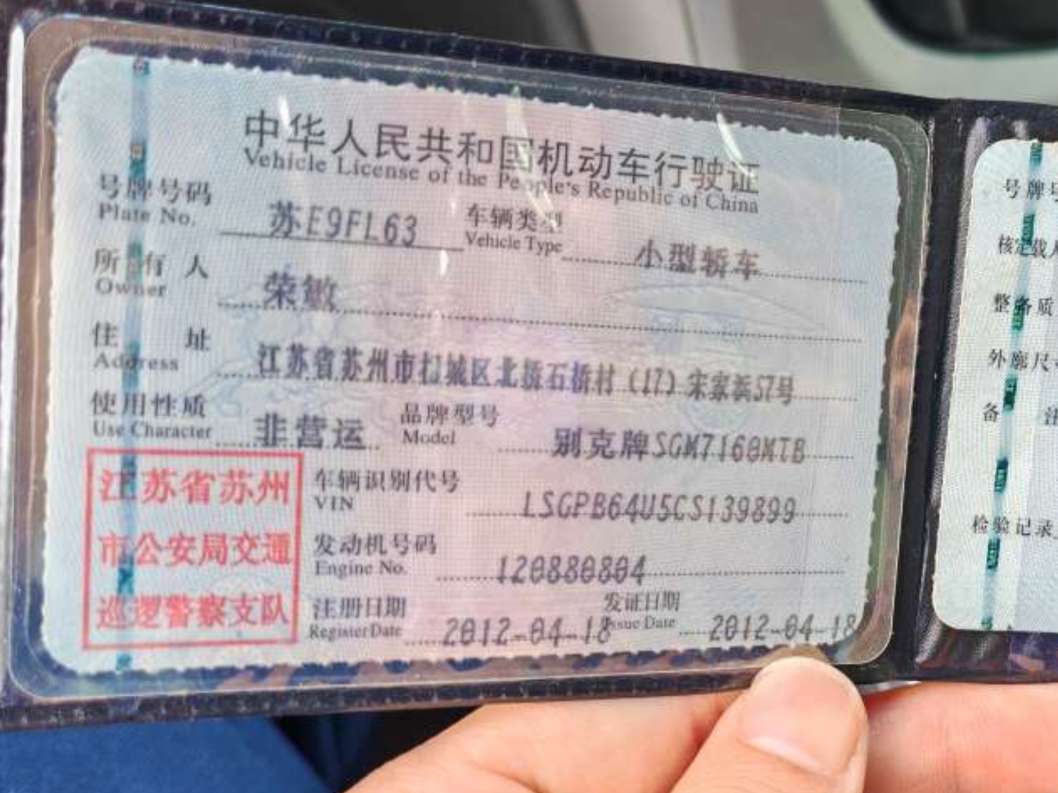 中华人民共和国机动车行驶证
Vehicle License of the People's Republic of China
号牌号码 苏E9FL63 车辆类型 小型轿车
Plate No. Vehicle Type
所有人 荣敏
Owner
住址 江苏省苏州市相城区北桥石桥村(17)宋家浜57号
Address
使用性质 非营运 品牌型号 别克牌SGM7160MTB
Use Character Model
江苏省苏州
市公安局交通
巡逻警察支队
车辆识别代号 LSGPB64U5CS139899
VIN
发动机号码 120880804
Engine No.
注册日期 2012-04-18 发证日期 2012-04-18
Register Date Issue Date
号牌号
核定载人
整备质
外廓尺寸
备注
检验记录